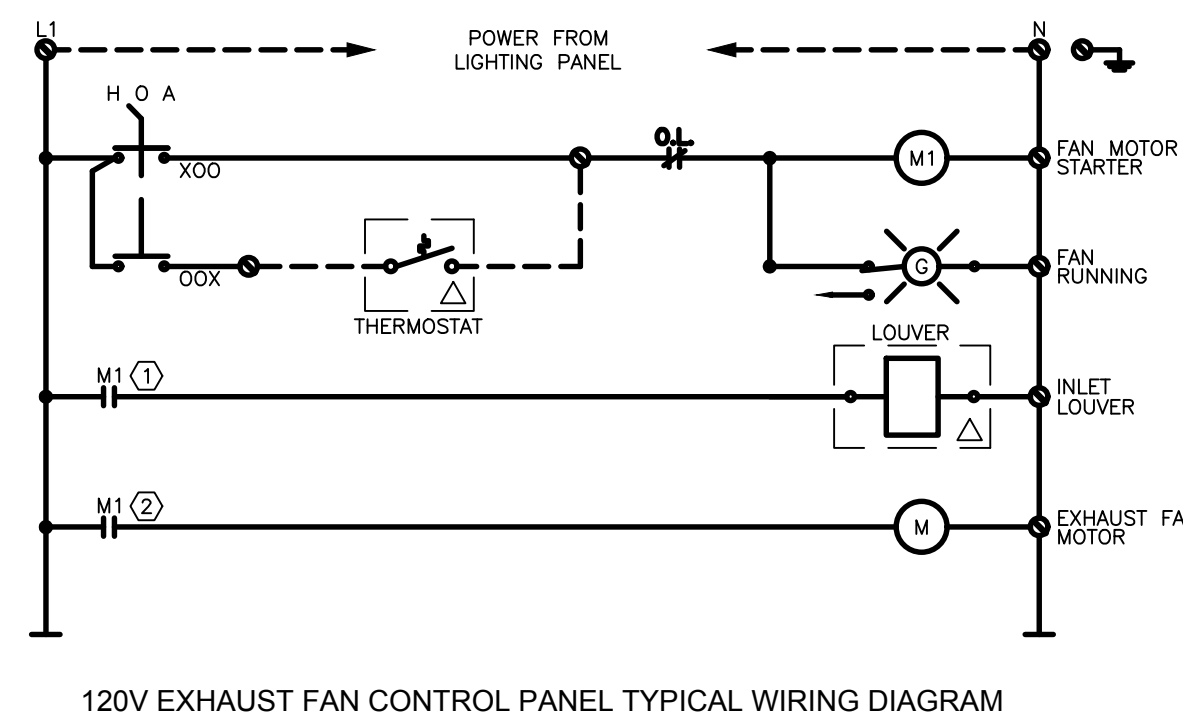 L1
POWER FROM
LIGHTING PANEL
N
H O A
XOO
O.L.
M1
FAN MOTOR
STARTER
OOX
THERMOSTAT
G
FAN
RUNNING
LOUVER
M1 1
INLET
LOUVER
M1 2
M
EXHAUST FA
MOTOR
120V EXHAUST FAN CONTROL PANEL TYPICAL WIRING DIAGRAM